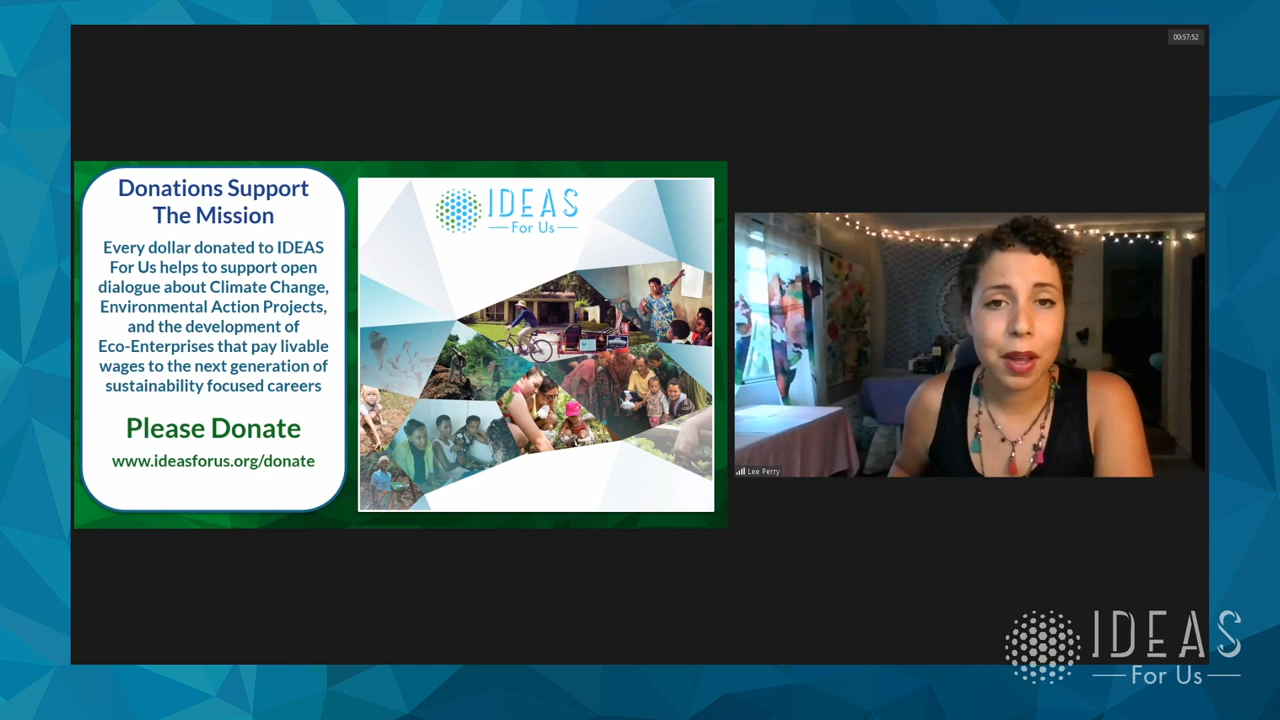 00:57:52
Donations Support
The Mission
Every dollar donated to IDEAS
For Us helps to support open
dialogue about Climate Change,
Environmental Action Projects,
and the development of
Eco-Enterprises that pay livable
wages to the next generation of
sustainability focused careers
Please Donate
www.ideasforus.org/donate
IDEAS
For Us
Lee Perry
IDEAS
For Us